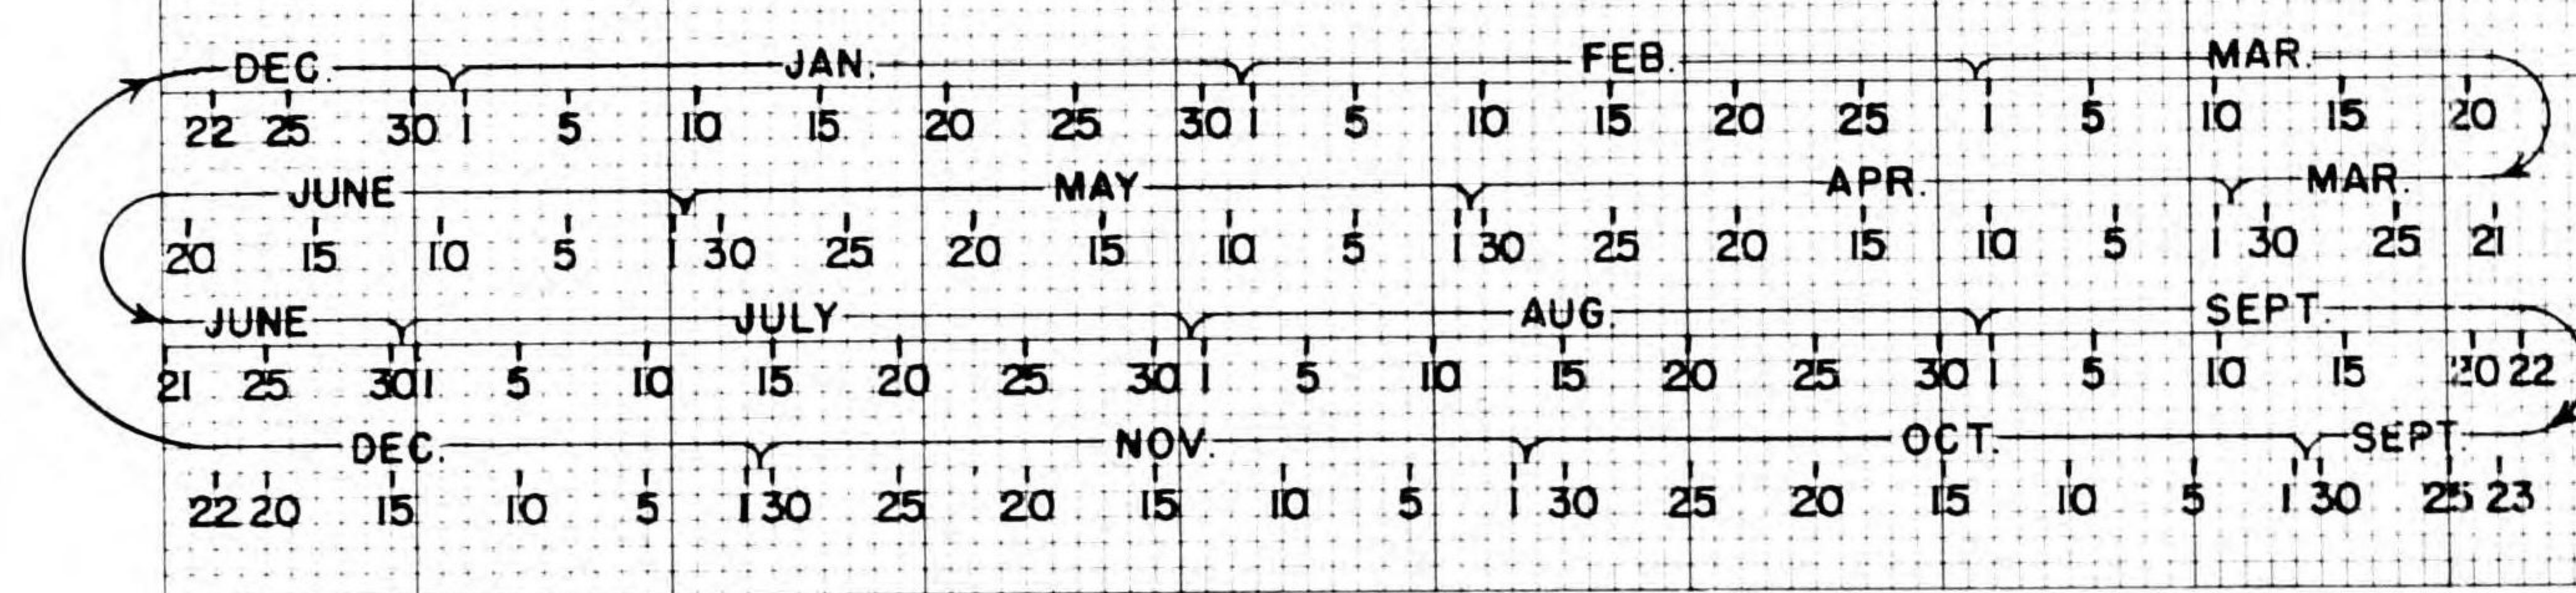 DEC. JAN. FEB. MAR.
22 25 30 1 5 10 15 20 25 30 1 5 10 15 20 25 1 5 10 15 20
JUNE MAY APR. MAR.
20 15 10 5 1 30 25 20 15 10 5 1 30 25 20 15 10 5 1 30 25 21
JUNE JULY AUG. SEPT.
21 25 30 1 5 10 15 20 25 30 1 5 10 15 20 25 30 1 5 10 15 20 22
DEC. NOV. OCT. SEPT.
22 20 15 10 5 1 30 25 20 15 10 5 1 30 25 20 15 10 5 1 30 25 23